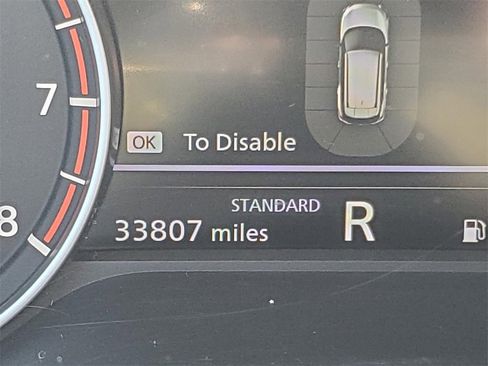 7
OK To Disable
STANDARD
8
33807 miles R